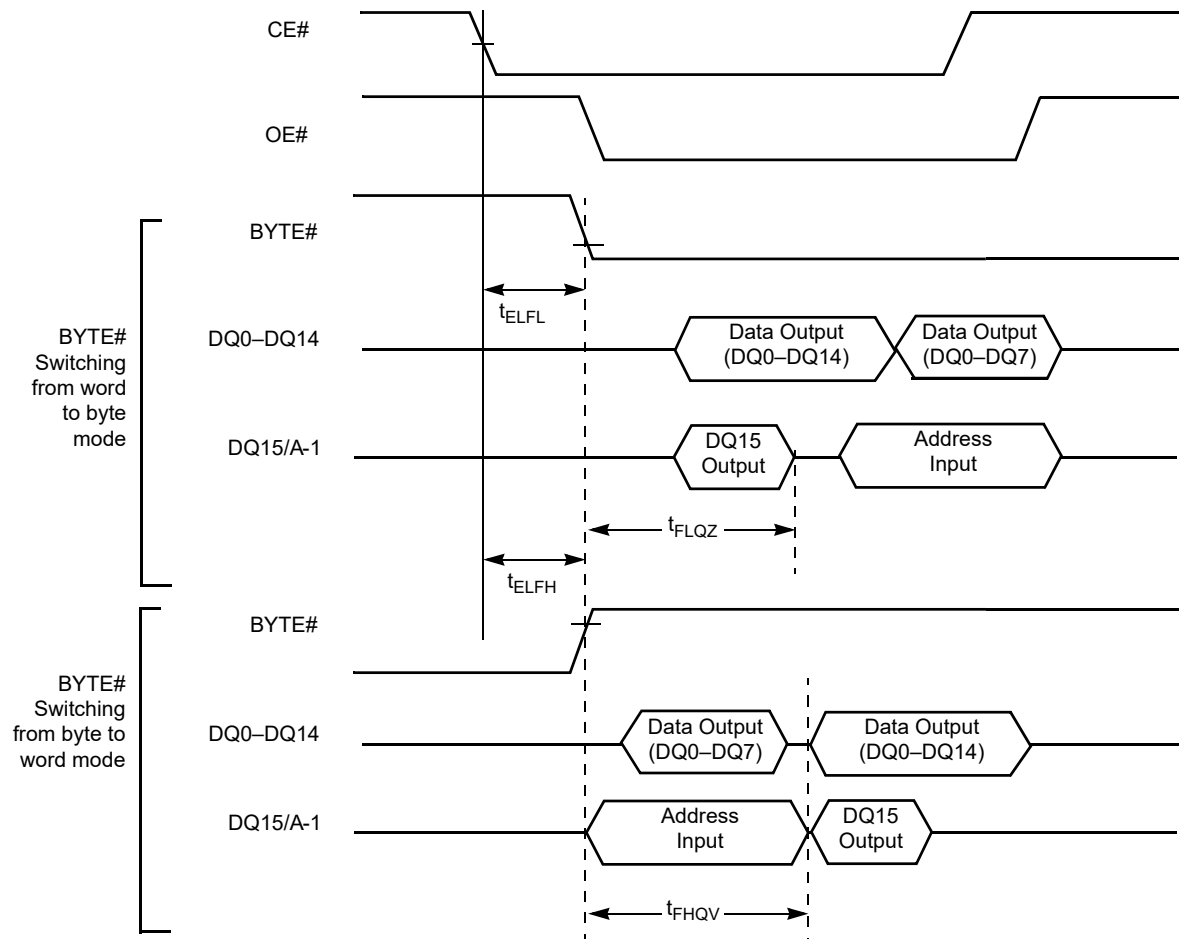 CE#
OE#
BYTE#
tELFL
BYTE#
Switching
from word
to byte
mode
DQ0–DQ14
Data Output
(DQ0–DQ14)
Data Output
(DQ0–DQ7)
DQ15/A-1
DQ15
Output
Address
Input
tFLQZ
tELFH
BYTE#
BYTE#
Switching
from byte to
word mode
DQ0–DQ14
Data Output
(DQ0–DQ7)
Data Output
(DQ0–DQ14)
DQ15/A-1
Address
Input
DQ15
Output
tFHQV